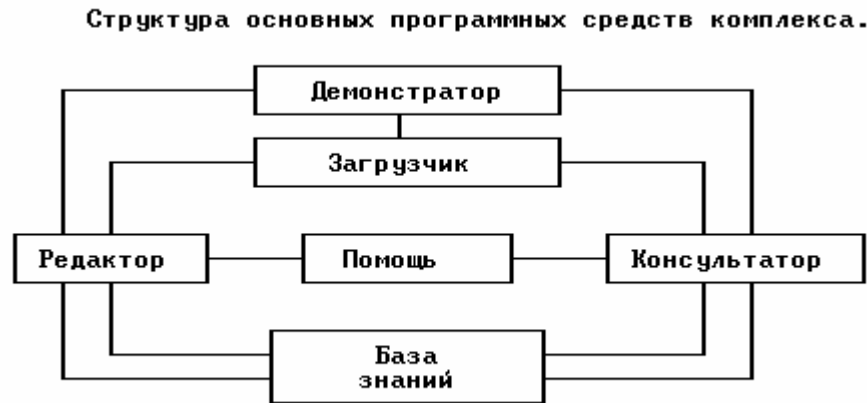 Структура основных программных средств комплекса.
Демонстратор
Загрузчик
Редактор
Помощь
Консультатор
База
знаний